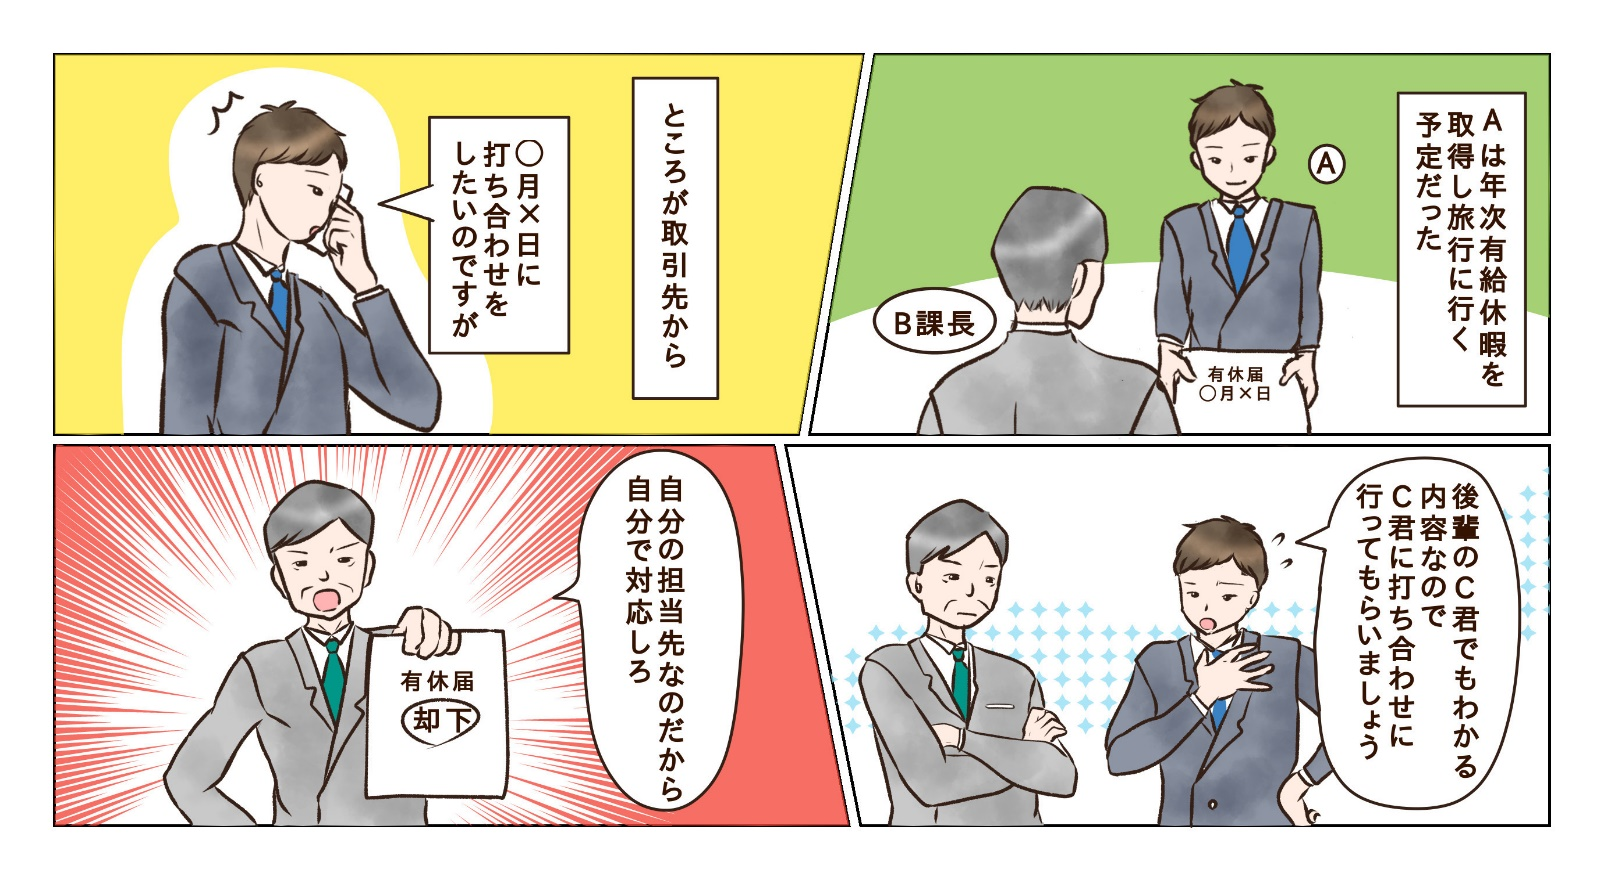 Aは年次有給休暇を
取得し旅行に行く
予定だった
A
B課長
有休届
〇月×日
ところが取引先から
〇月×日に
打ち合わせを
したいのですが
後輩のC君でもわかる
内容なので
C君に打ち合わせに
行ってもらいましょう
自分の担当先なのだから
自分で対応しろ
有休届
却下